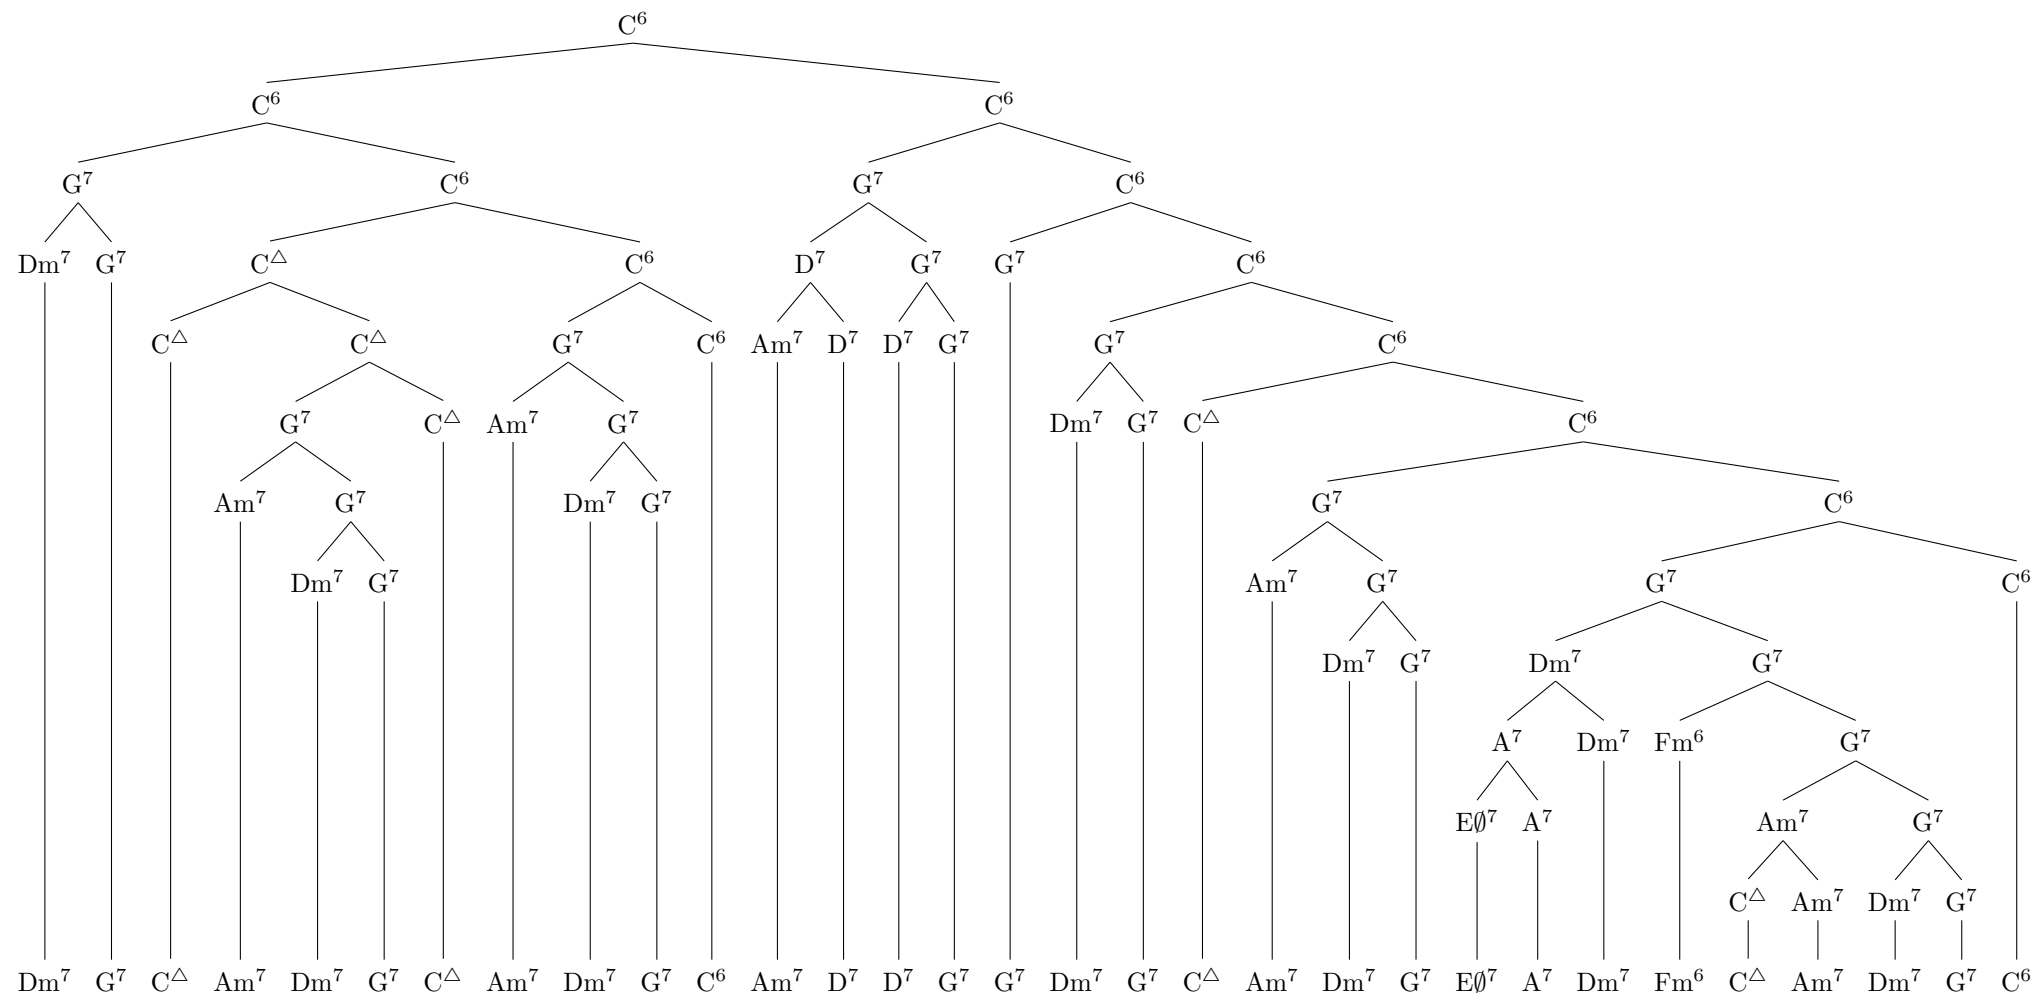 C⁶
C⁶ C⁶
G⁷ C⁶ G⁷ C⁶
Dm⁷ G⁷ C△ C⁶ D⁷ G⁷ G⁷ C⁶
C△ C△ G⁷ C⁶ Am⁷ D⁷ D⁷ G⁷ G⁷ C⁶
G⁷ C△ Am⁷ G⁷ Dm⁷ G⁷ C△ C⁶
Am⁷ G⁷ Dm⁷ G⁷ G⁷ C⁶
Dm⁷ G⁷ Am⁷ G⁷ G⁷ C⁶
Dm⁷ G⁷ Dm⁷ G⁷
A⁷ Dm⁷ Fm⁶ G⁷
E∅⁷ A⁷ Am⁷ G⁷
C△ Am⁷ Dm⁷ G⁷
Dm⁷ G⁷ C△ Am⁷ Dm⁷ G⁷ C△ Am⁷ Dm⁷ G⁷ C⁶ Am⁷ D⁷ D⁷ G⁷ G⁷ Dm⁷ G⁷ C△ Am⁷ Dm⁷ G⁷ E∅⁷ A⁷ Dm⁷ Fm⁶ C△ Am⁷ Dm⁷ G⁷ C⁶